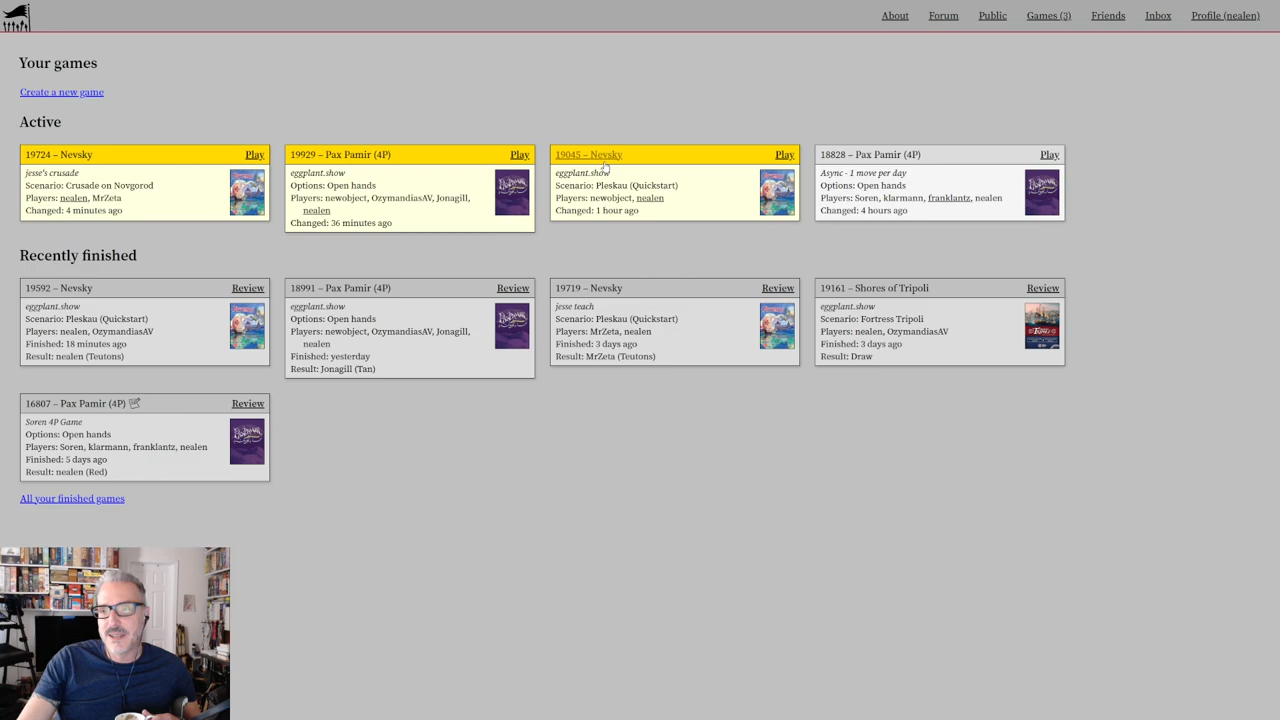 About Forum Public Games (3) Friends Inbox Profile (nealen)
Your games
Create a new game
Active
19724 – Nevsky Play
jesse's crusade
Scenario: Crusade on Novgorod
Players: nealen, MrZeta
Changed: 4 minutes ago
19929 – Pax Pamir (4P) Play
eggplant.show
Options: Open hands
Players: newobject, OzymandiasAV, Jonagill,
nealen
Changed: 36 minutes ago
19045 – Nevsky Play
eggplant.show
Scenario: Pleskau (Quickstart)
Players: newobject, nealen
Changed: 1 hour ago
18828 – Pax Pamir (4P) Play
Async - 1 move per day
Options: Open hands
Players: Soren, klarmann, franklantz, nealen
Changed: 4 hours ago
Recently finished
19592 – Nevsky Review
eggplant.show
Scenario: Pleskau (Quickstart)
Players: nealen, OzymandiasAV
Finished: 18 minutes ago
Result: nealen (Teutons)
18991 – Pax Pamir (4P) Review
eggplant.show
Options: Open hands
Players: newobject, OzymandiasAV, Jonagill,
nealen
Finished: yesterday
Result: Jonagill (Tan)
19719 – Nevsky Review
jesse teach
Scenario: Pleskau (Quickstart)
Players: MrZeta, nealen
Finished: 3 days ago
Result: MrZeta (Teutons)
19161 – Shores of Tripoli Review
eggplant.show
Scenario: Fortress Tripoli
Players: nealen, OzymandiasAV
Finished: 3 days ago
Result: Draw
16807 – Pax Pamir (4P) Review
Soren 4P Game
Options: Open hands
Players: Soren, klarmann, franklantz, nealen
Finished: 5 days ago
Result: nealen (Red)
All your finished games